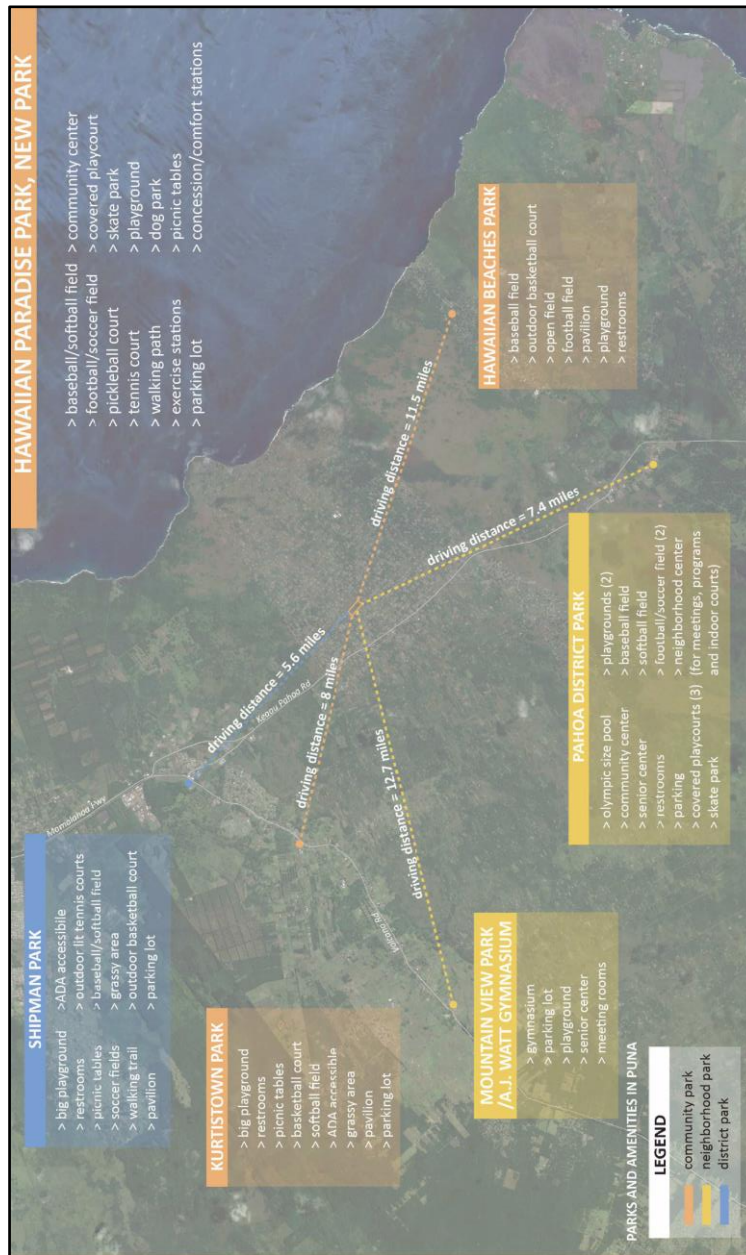 HAWAIIAN PARADISE PARK, NEW PARK
> baseball/softball field
> football/soccer field
> pickleball court
> tennis court
> walking path
> exercise stations
> parking lot
> community center
> covered playcourt
> skate park
> playground
> dog park
> picnic tables
> concession/comfort stations
SHIPMAN PARK
> big playground
> restrooms
> picnic tables
> soccer fields
> walking trail
> pavilion
>ADA accessibile
> outdoor lit tennis courts
> baseball/softball field
> grassy area
> outdoor basketball court
> parking lot
Mamalahoa Hwy
driving distance = 5.6 miles
Keaau Pahoa Rd
driving distance = 8 miles
driving distance = 11.5 miles
driving distance = 7.4 miles
driving distance = 12.7 miles
Volcano Rd
KURTISTOWN PARK
> big playground
> restrooms
> picnic tables
> basketball court
> softball field
> ADA accessible
> grassy area
> pavilion
> parking lot
HAWAIIAN BEACHES PARK
> baseball field
> outdoor basketball court
> open field
> football field
> pavilion
> playground
> restrooms
MOUNTAIN VIEW PARK
/A.J. WATT GYMNASIUM
> gymnasium
> parking lot
> playground
> senior center
> meeting rooms
PAHOA DISTRICT PARK
> olympic size pool
> community center
> senior center
> restrooms
> parking
> covered playcourts (3)
> skate park
> playgrounds (2)
> baseball field
> softball field
> football/soccer field (2)
> neighborhood center
(for meetings, programs
and indoor courts)
PARKS AND AMENITIES IN PUNA
LEGEND
community park
neighborhood park
district park